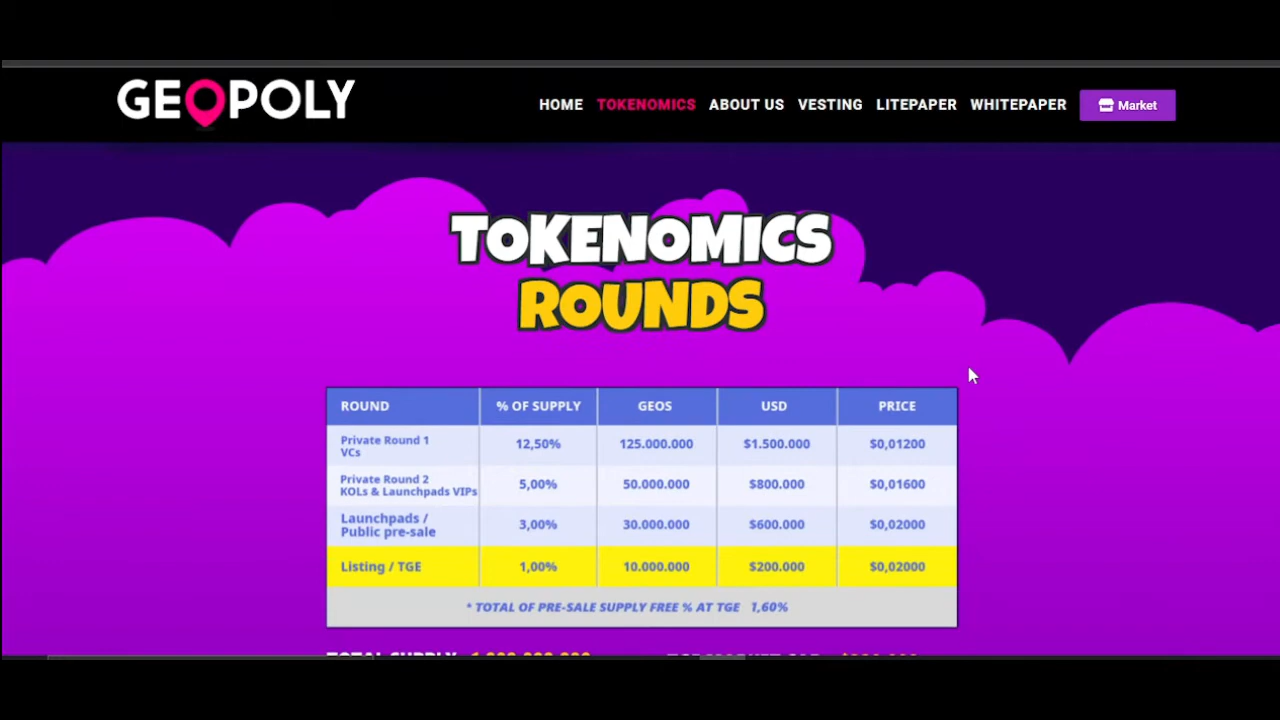 GEOPOLY
HOME TOKENOMICS ABOUT US VESTING LITEPAPER WHITEPAPER Market
TOKENOMICS
ROUNDS
ROUND % OF SUPPLY GEOS USD PRICE
Private Round 1
VCs 12,50% 125.000.000 $1.500.000 $0,01200
Private Round 2
KOLs & Launchpads VIPs 5,00% 50.000.000 $800.000 $0,01600
Launchpads /
Public pre-sale 3,00% 30.000.000 $600.000 $0,02000
Listing / TGE 1,00% 10.000.000 $200.000 $0,02000
* TOTAL OF PRE-SALE SUPPLY FREE % AT TGE 1,60%
TOTAL SUPPLY